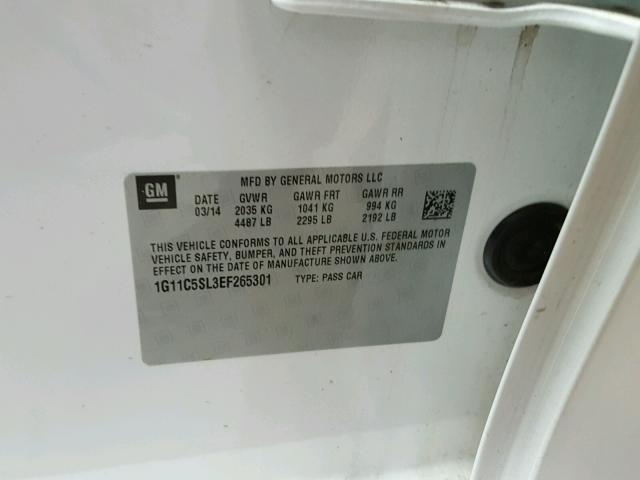 GM
MFD BY GENERAL MOTORS LLC
DATE GVWR GAWR FRT GAWR RR
03/14 2035 KG 1041 KG 994 KG
4487 LB 2295 LB 2192 LB
THIS VEHICLE CONFORMS TO ALL APPLICABLE U.S. FEDERAL MOTOR
VEHICLE SAFETY, BUMPER, AND THEFT PREVENTION STANDARDS IN
EFFECT ON THE DATE OF MANUFACTURE SHOWN ABOVE.
1G11C5SL3EF265301 TYPE: PASS CAR